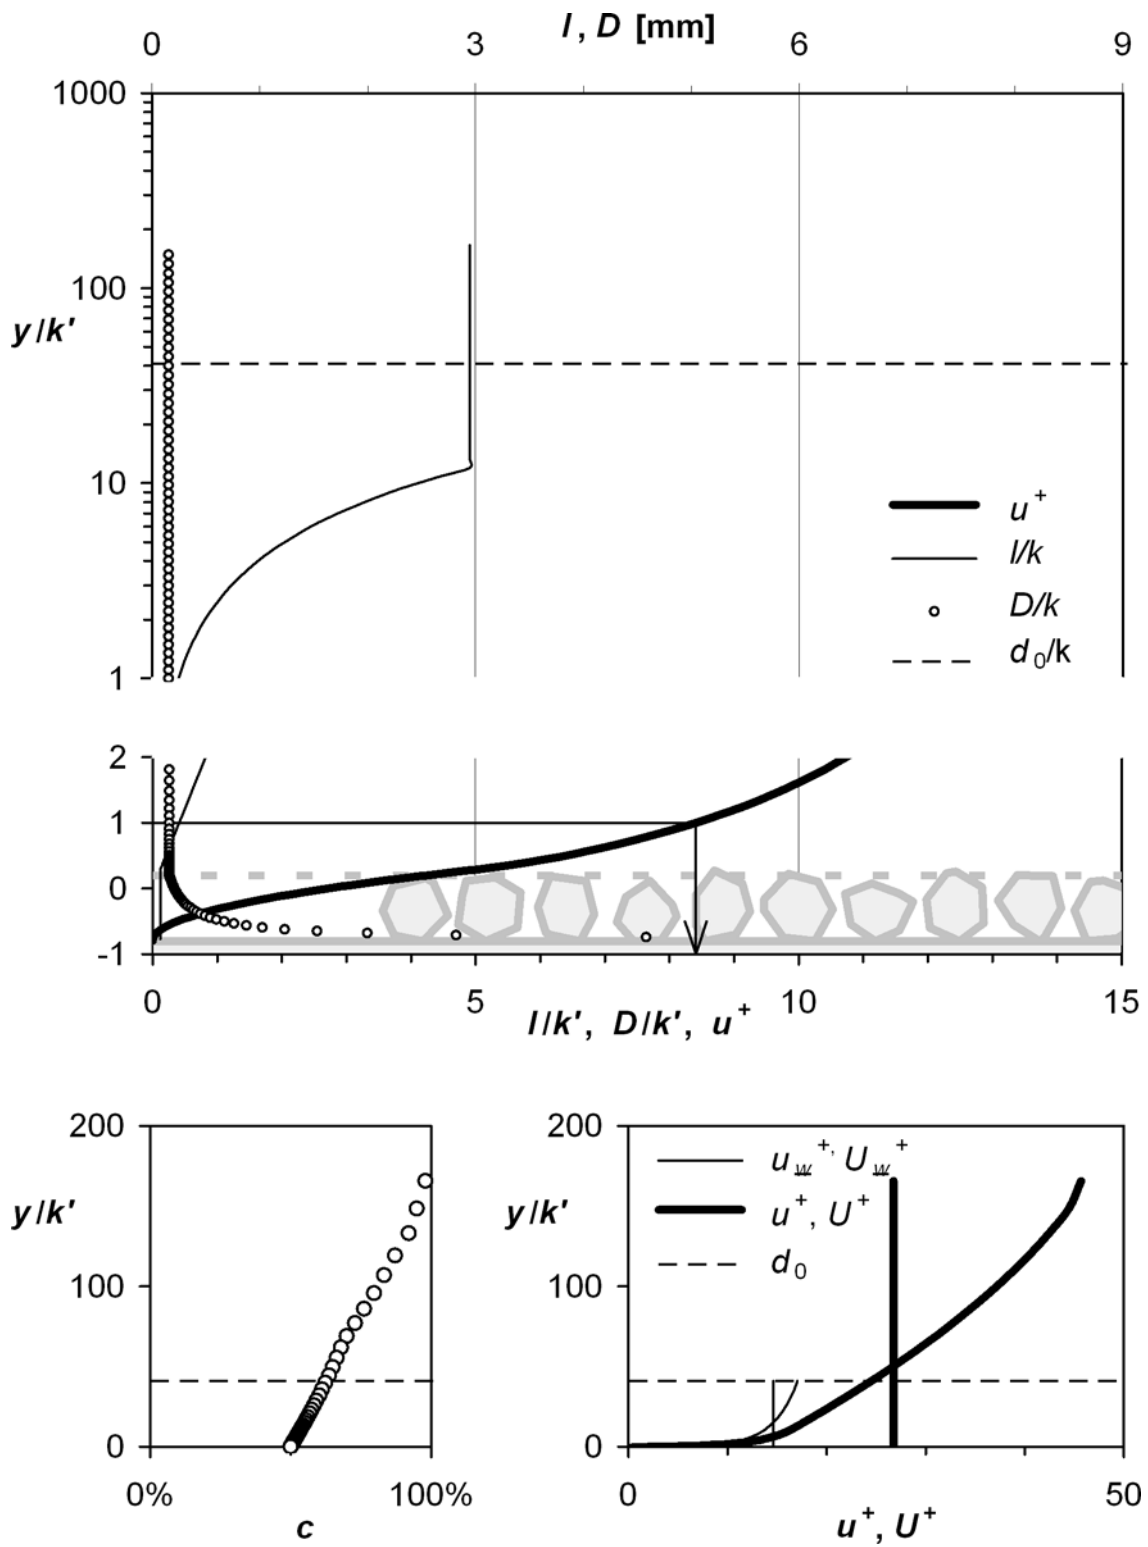 l, D [mm]
0 3 6 9
1000
100
y/k'
10
1
u+
l/k
D/k
d0/k
2
1
0
-1
0 5 10 15
l/k', D/k', u+
200
y/k'
100
0
0% 100%
c
200
y/k'
100
0
uw+, Uw+
u+, U+
d0
0 50
u+, U+